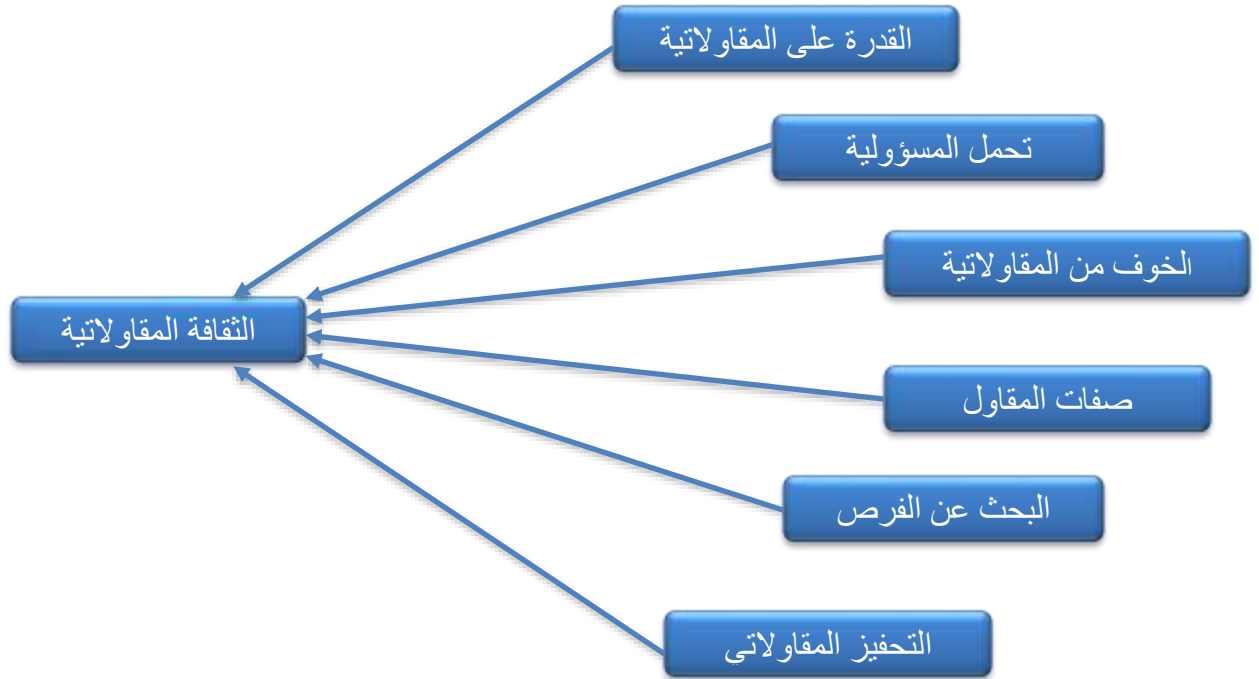 القدرة على المقاولاتية
تحمل المسؤولية
الخوف من المقاولاتية
الثقافة المقاولاتية
صفات المقاول
البحث عن الفرص
التحفيز المقاولاتي